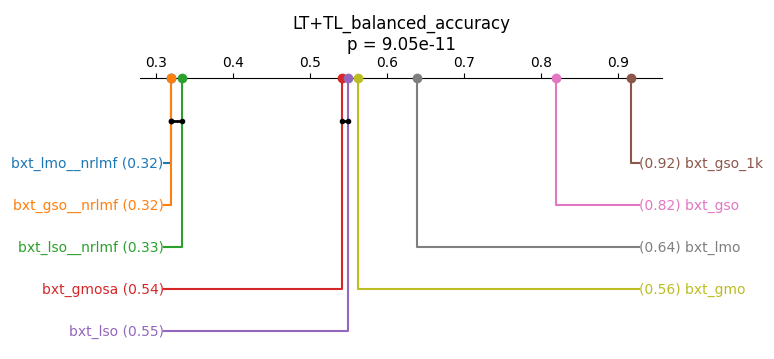 LT+TL_balanced_accuracy
p = 9.05e-11
0.3 0.4 0.5 0.6 0.7 0.8 0.9
bxt_lmo__nrlmf (0.32) (0.92) bxt_gso_1k
bxt_gso__nrlmf (0.32) (0.82) bxt_gso
bxt_lso__nrlmf (0.33) (0.64) bxt_lmo
bxt_gmosa (0.54) (0.56) bxt_gmo
bxt_lso (0.55)